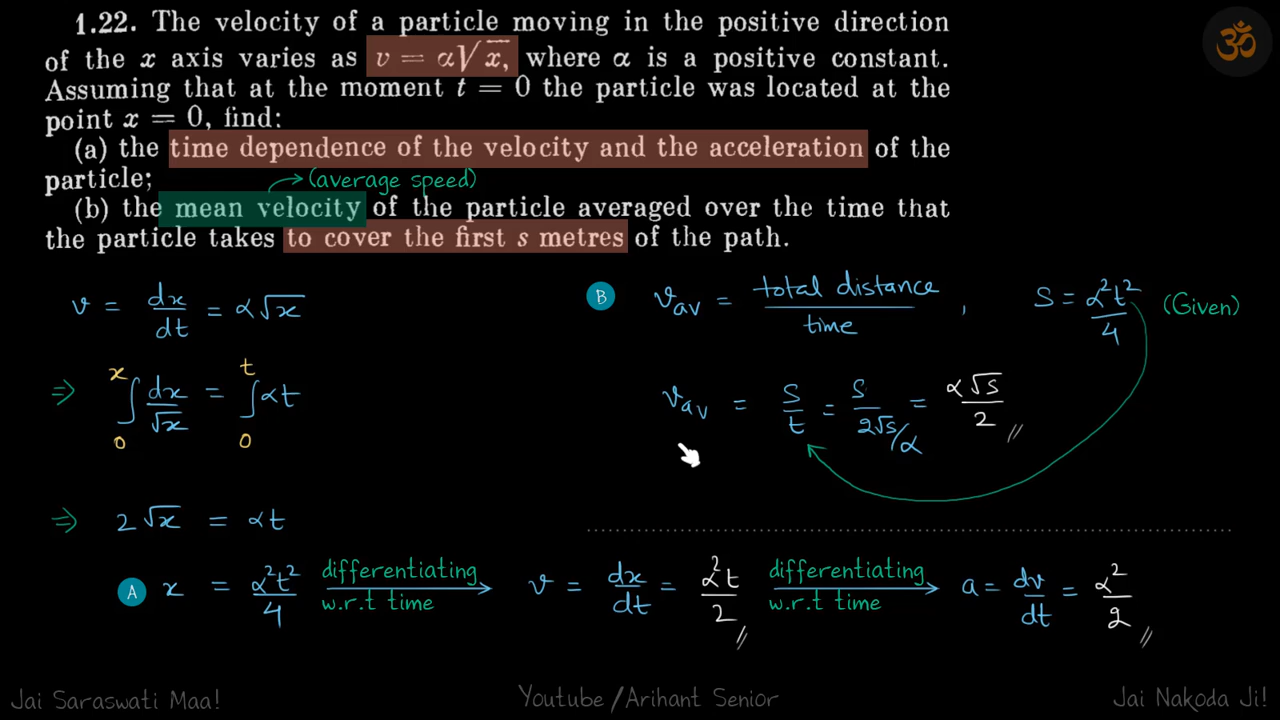 1.22. The velocity of a particle moving in the positive direction
of the x axis varies as v = α√x, where α is a positive constant.
Assuming that at the moment t = 0 the particle was located at the
point x = 0, find:
(a) the time dependence of the velocity and the acceleration of the
particle;
(average speed)
(b) the mean velocity of the particle averaged over the time that
the particle takes to cover the first s metres of the path.
v = dx/dt = α√x
⇒ ∫₀ˣ dx/√x = ∫₀ᵗ αt
⇒ 2√x = αt
A x = α²t²/4 differentiating w.r.t time v = dx/dt = α²t/2 differentiating w.r.t time a = dv/dt = α²/2
B v_av = total distance/time , S = α²t²/4 (Given)
v_av = S/t = S/(2√s/α) = α√s/2
ॐ
Jai Saraswati Maa!
Youtube /Arihant Senior
Jai Nakoda Ji!